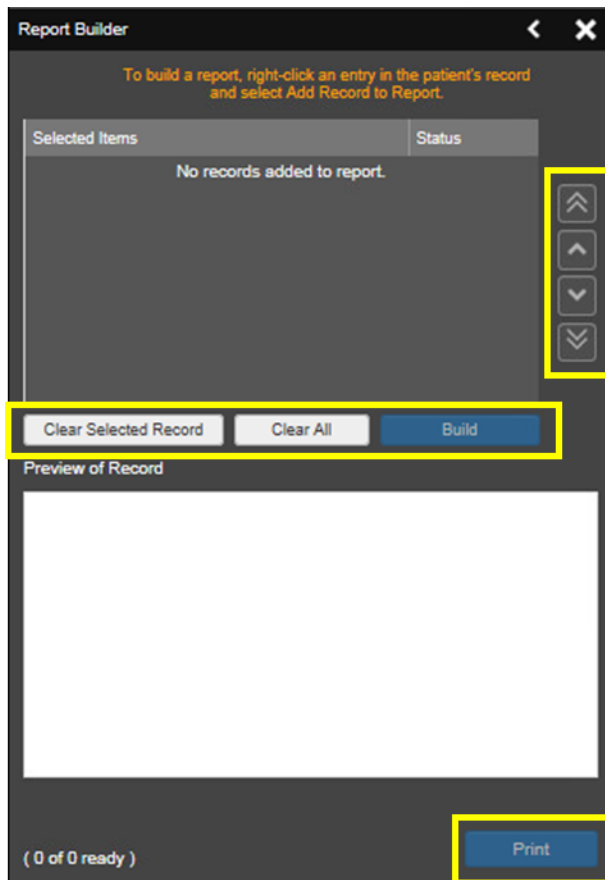 Report Builder
To build a report, right-click an entry in the patient's record
and select Add Record to Report.
Selected Items Status
No records added to report.
Clear Selected Record Clear All Build
Preview of Record
( 0 of 0 ready ) Print